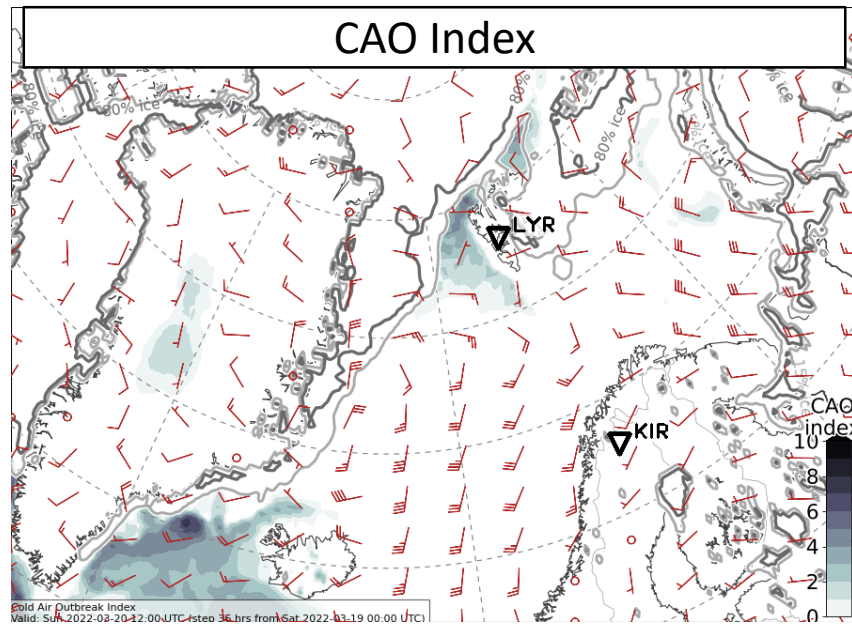 CAO Index
80%
80% ice
80%
80% ice
% ice
LYR
KIR
CAO
index
10
8
6
4
2
0
Cold Air Outbreak Index
Valid: Sun 2022-03-20 12:00 UTC (step 36 hrs from Sat 2022-03-19 00:00 UTC)